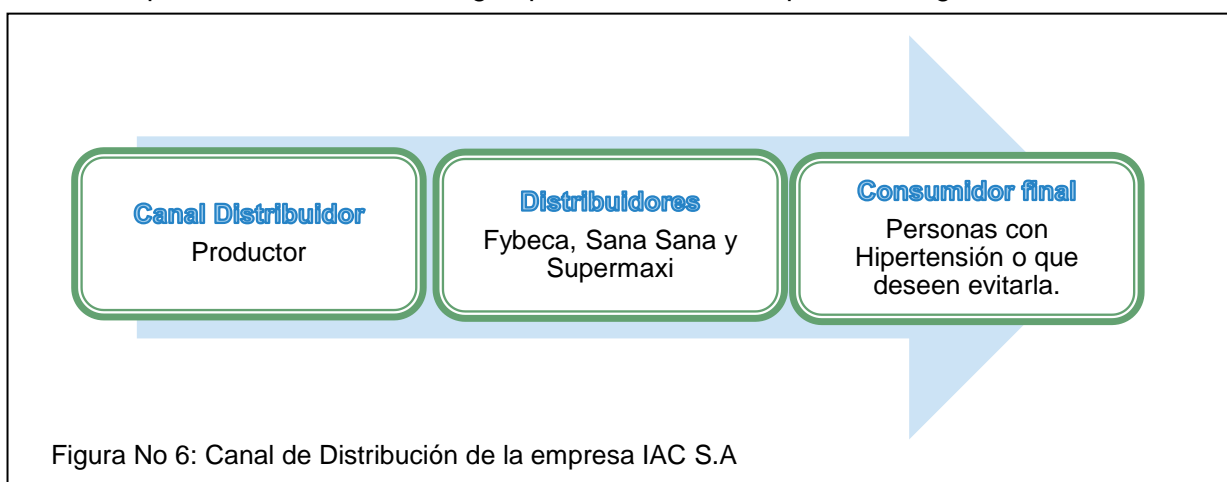 Canal Distribuidor
Productor
Distribuidores
Fybeca, Sana Sana y
Supermaxi
Consumidor final
Personas con
Hipertensión o que
deseen evitarla.
Figura No 6: Canal de Distribución de la empresa IAC S.A